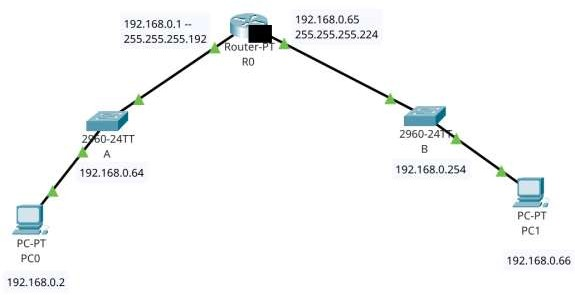 192.168.0.1 --
255.255.255.192
192.168.0.65
255.255.255.224
Router-PT
R0
2960-24TT
A
192.168.0.64
2960-24TT
B
192.168.0.254
PC-PT
PC0
192.168.0.2
PC-PT
PC1
192.168.0.66